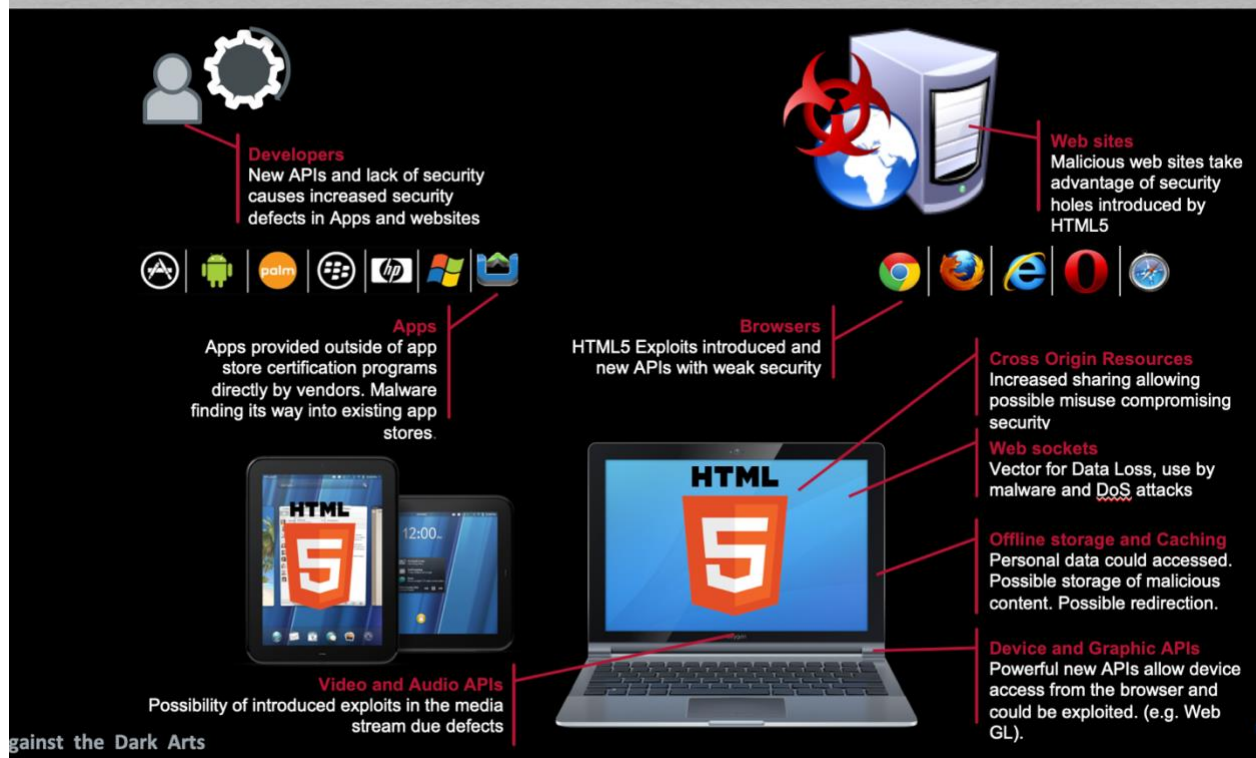 Developers
New APIs and lack of security
causes increased security
defects in Apps and websites
Web sites
Malicious web sites take
advantage of security
holes introduced by
HTML5
palm
hp
Apps
Apps provided outside of app
store certification programs
directly by vendors. Malware
finding its way into existing app
stores.
Browsers
HTML5 Exploits introduced and
new APIs with weak security
Cross Origin Resources
Increased sharing allowing
possible misuse compromising
security
Web sockets
Vector for Data Loss, use by
malware and DoS attacks
Offline storage and Caching
Personal data could accessed.
Possible storage of malicious
content. Possible redirection.
Device and Graphic APIs
Powerful new APIs allow device
access from the browser and
could be exploited. (e.g. Web
GL).
HTML
5
12:00
HTML
5
Video and Audio APIs
Possibility of introduced exploits in the media
stream due defects
gainst the Dark Arts